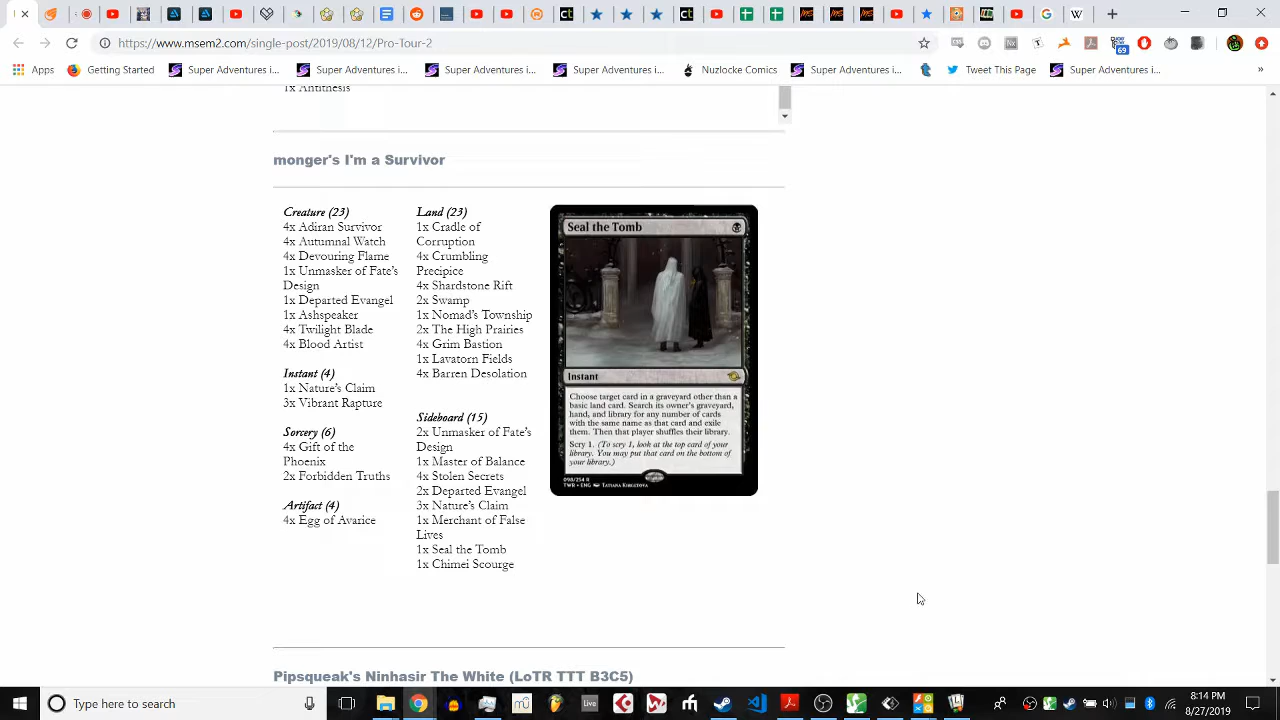 https://www.msem2.com/single-post/2019/08/12/Pro-Tour-2
69
Apps
Getting Started
Super Adventures i...
Super Adventures i...
Super Adventures i...
Super Adventures i...
Nuzlocke Comics
Super Adventures i...
Tweet This Page
Super Adventures i...
»
1x Antithesis
monger's I'm a Survivor
Creature (23)
4x Adiran Survivor
4x Autumnal Watch
4x Devouring Flame
1x Unmasker of Fate's
Design
1x Departed Evangel
1x Ashspeaker
4x Twilight Blade
4x Blood Artist
Instant (4)
1x Nature's Claim
3x Vibrant Rapture
Sorcery (6)
4x Gift of the
Phoenix
2x Forbidden Truths
Artifact (4)
4x Egg of Avarice
Land (23)
1x Cradle of
Corruption
4x Crumbling
Precipice
4x Shardstone Rift
2x Swamp
1x Nomad's Township
2x The High Prairies
4x Grim Bastion
1x Lavatorn Fields
4x Barren Desolation
Sideboard (15)
2x Unmasker of Fate's
Design
1x Master of Balance
4x Stolen Secrets
2x Departed Evangel
3x Nature's Claim
1x Merchant of False
Lives
1x Seal the Tomb
1x Chimei Scourge
Seal the Tomb
Instant
Choose target card in a graveyard other than a
basic land card. Search its owner's graveyard,
hand, and library for any number of cards
with the same name as that card and exile
them. Then that player shuffles their library.
Scry 1. (To scry 1, look at the top card of your
library. You may put that card on the bottom of
your library.)
098/254 R
TWR • ENG
Pipsqueak's Ninhasir The White (LoTR TTT B3C5)
Type here to search
Live
8:14 PM
8/27/2019